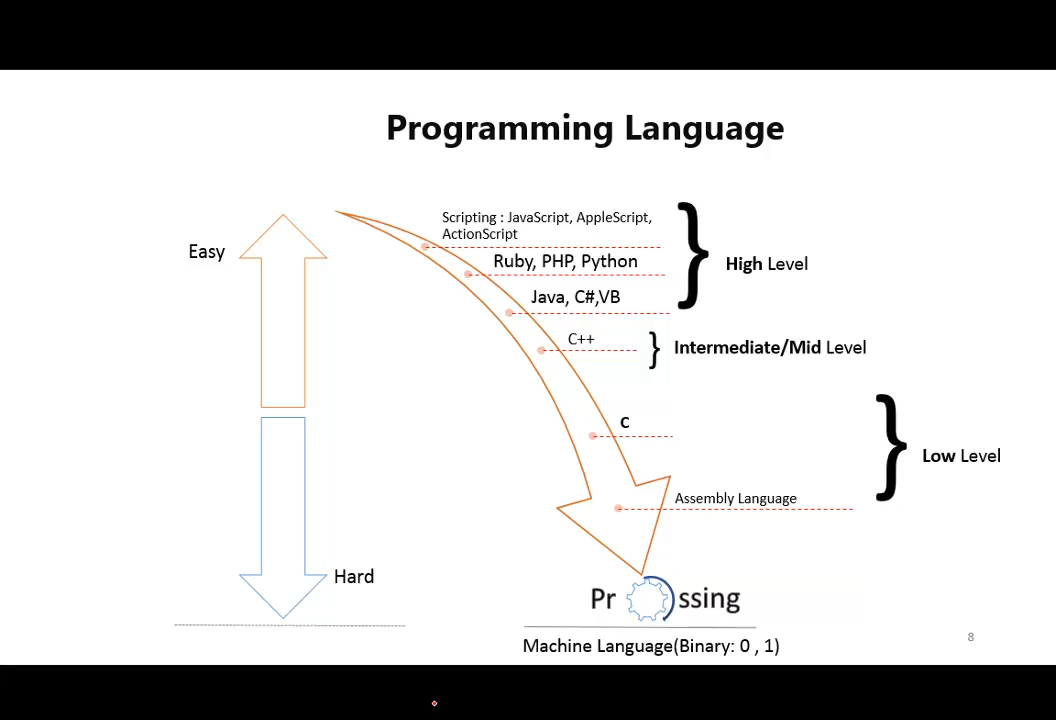 Programming Language
Easy
Scripting : JavaScript, AppleScript,
ActionScript
Ruby, PHP, Python
High Level
Java, C#,VB
C++
Intermediate/Mid Level
C
Low Level
Assembly Language
Hard
Pr ssing
Machine Language(Binary: 0 , 1)
8